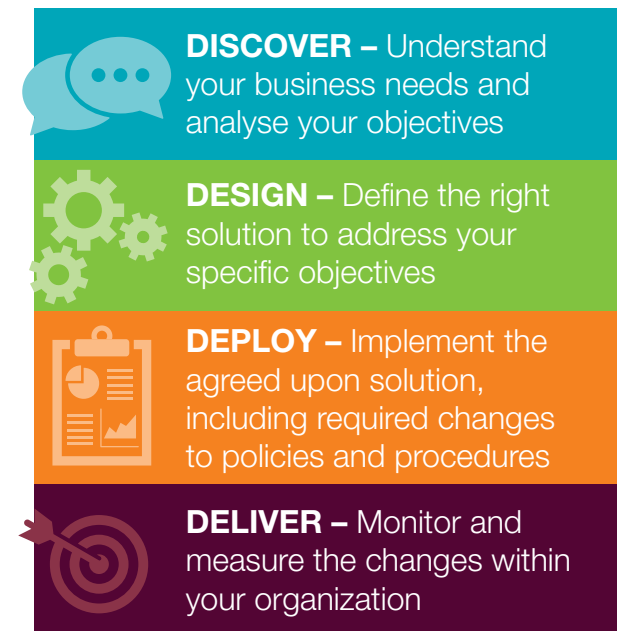 DISCOVER – Understand
your business needs and
analyse your objectives
DESIGN – Define the right
solution to address your
specific objectives
DEPLOY – Implement the
agreed upon solution,
including required changes
to policies and procedures
DELIVER – Monitor and
measure the changes within
your organization